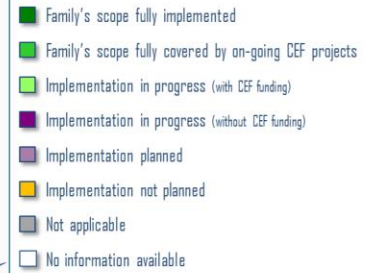 Family's scope fully implemented
Family's scope fully covered by on-going CEF projects
Implementation in progress (with CEF funding)
Implementation in progress (without CEF funding)
Implementation planned
Implementation not planned
Not applicable
No information available